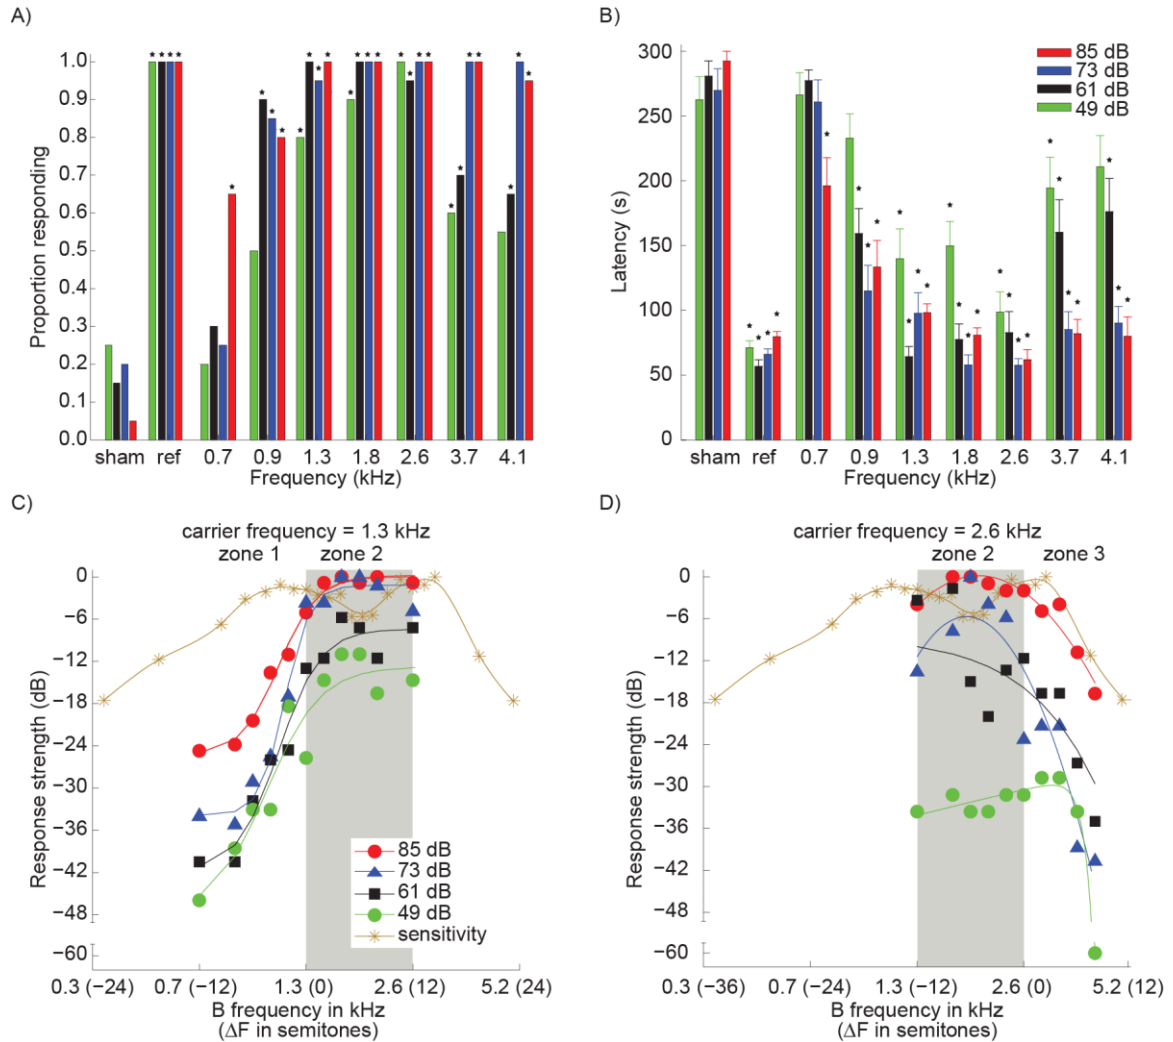 A)
1.0
0.9
0.8
0.7
0.6
0.5
0.4
0.3
0.2
0.1
0.0
Proportion responding
sham ref 0.7 0.9 1.3 1.8 2.6 3.7 4.1
Frequency (kHz)
B)
300
250
200
150
100
50
0
Latency (s)
85 dB
73 dB
61 dB
49 dB
sham ref 0.7 0.9 1.3 1.8 2.6 3.7 4.1
Frequency (kHz)
C)
carrier frequency = 1.3 kHz
zone 1 zone 2
0
−6
−12
−18
−24
−30
−36
−42
−48
−60
Response strength (dB)
85 dB
73 dB
61 dB
49 dB
sensitivity
0.3 (−24) 0.7 (−12) 1.3 (0) 2.6 (12) 5.2 (24)
B frequency in kHz
(ΔF in semitones)
D)
carrier frequency = 2.6 kHz
zone 2 zone 3
0
−6
−12
−18
−24
−30
−36
−42
−48
−60
Response strength (dB)
0.3 (−36) 0.7 (−24) 1.3 (−12) 2.6 (0) 5.2 (12)
B frequency in kHz
(ΔF in semitones)